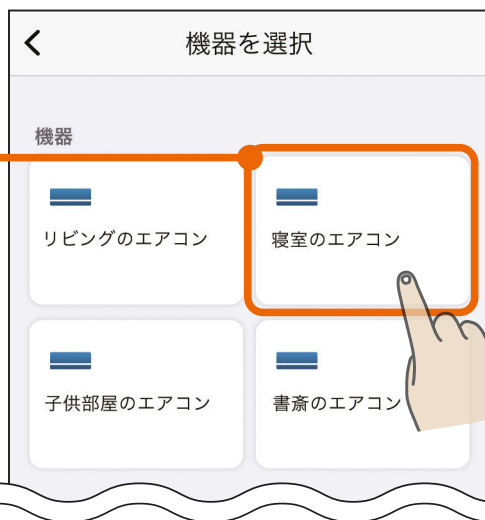 機器を選択
機器
リビングのエアコン
寝室のエアコン
子供部屋のエアコン
書斎のエアコン